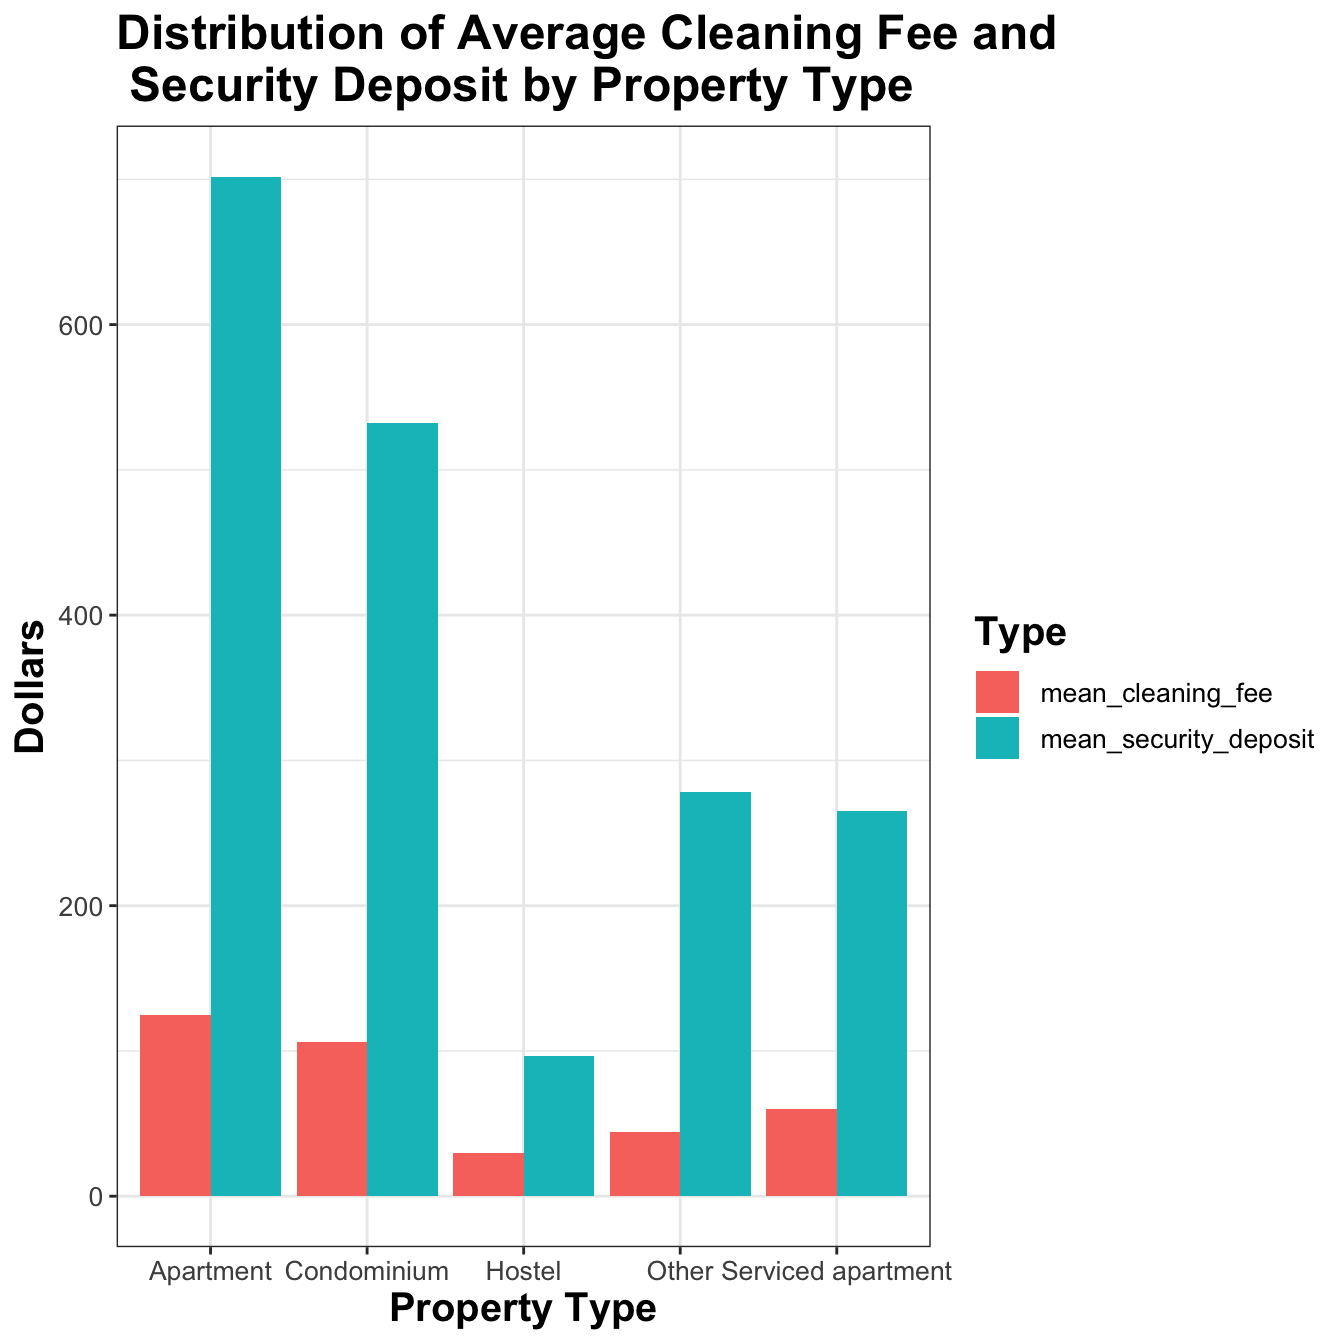 Distribution of Average Cleaning Fee and
Security Deposit by Property Type
Dollars
600
400
200
0
Apartment Condominium Hostel Other Serviced apartment
Property Type
Type
mean_cleaning_fee
mean_security_deposit